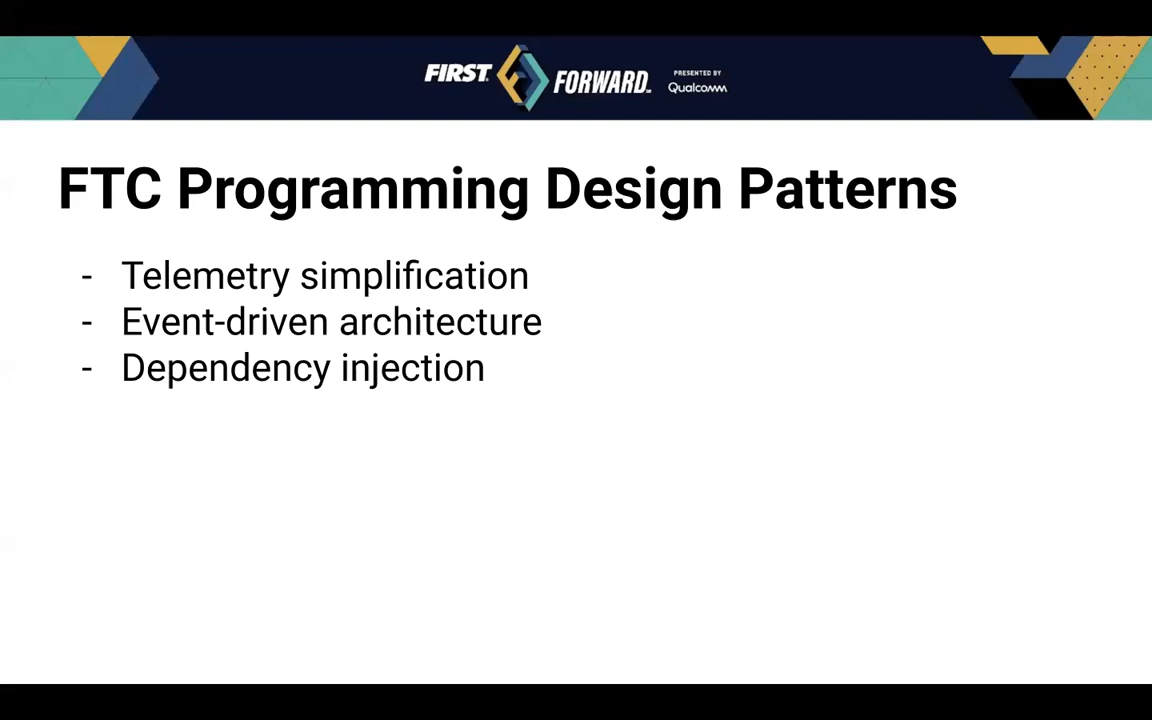 FIRST FORWARD PRESENTED BY Qualcomm
FTC Programming Design Patterns
- Telemetry simplification
- Event-driven architecture
- Dependency injection